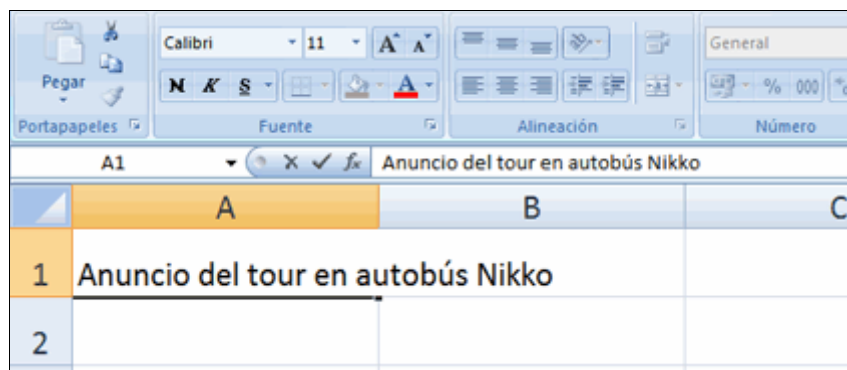 Calibri 11 A A General
Pegar N K S A % 000
Portapapeles Fuente Alineación Número
A1 fx Anuncio del tour en autobús Nikko
A B C
1 Anuncio del tour en autobús Nikko
2